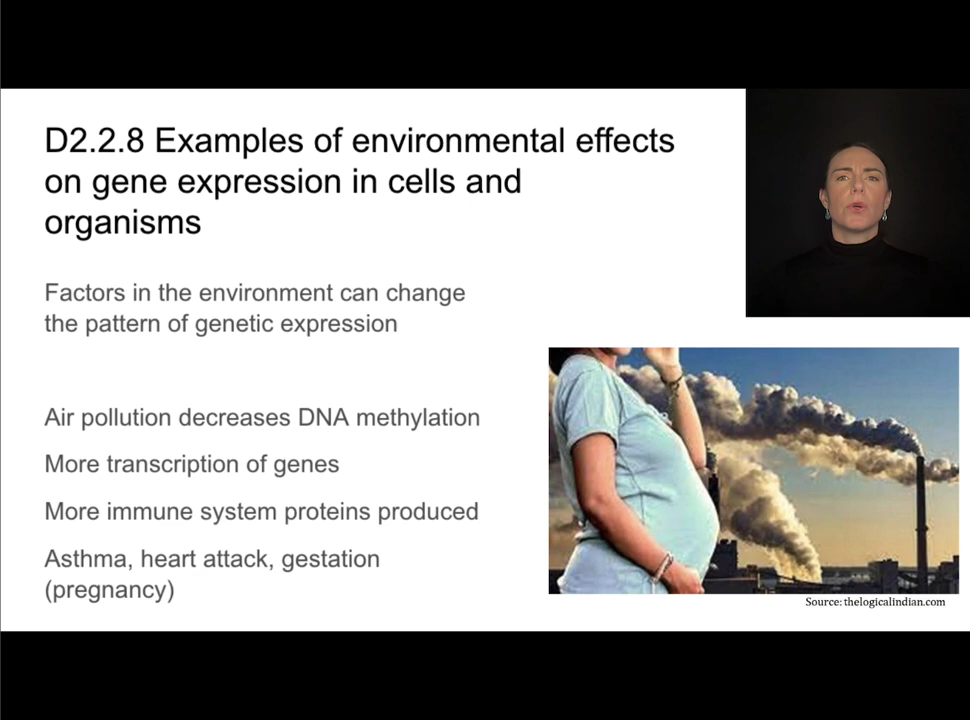 D2.2.8 Examples of environmental effects
on gene expression in cells and
organisms
Factors in the environment can change
the pattern of genetic expression
Air pollution decreases DNA methylation
More transcription of genes
More immune system proteins produced
Asthma, heart attack, gestation
(pregnancy)
Source: thelogicalindian.com